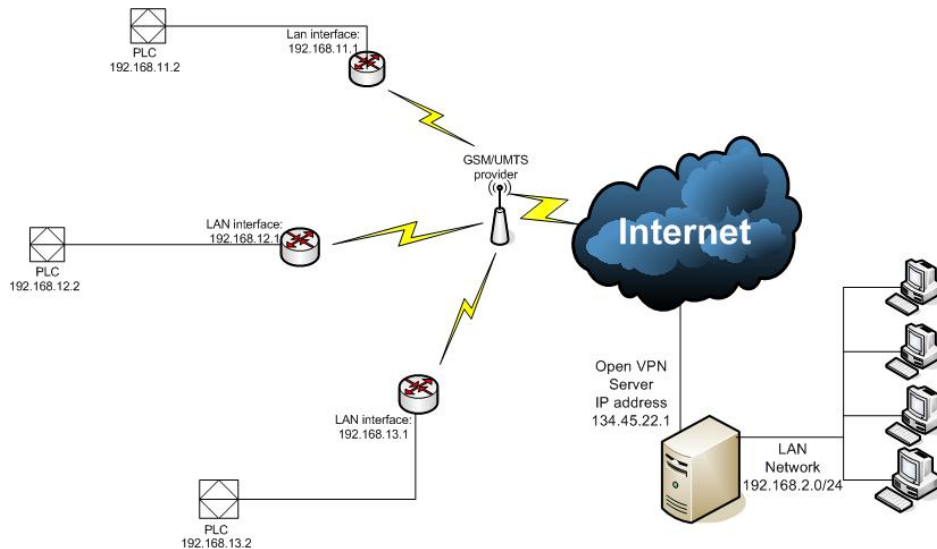 Lan interface:
192.168.11.1
PLC
192.168.11.2
GSM/UMTS
provider
LAN interface:
192.168.12.1
PLC
192.168.12.2
Internet
Open VPN
Server
IP address
134.45.22.1
LAN interface:
192.168.13.1
LAN
Network
192.168.2.0/24
PLC
192.168.13.2